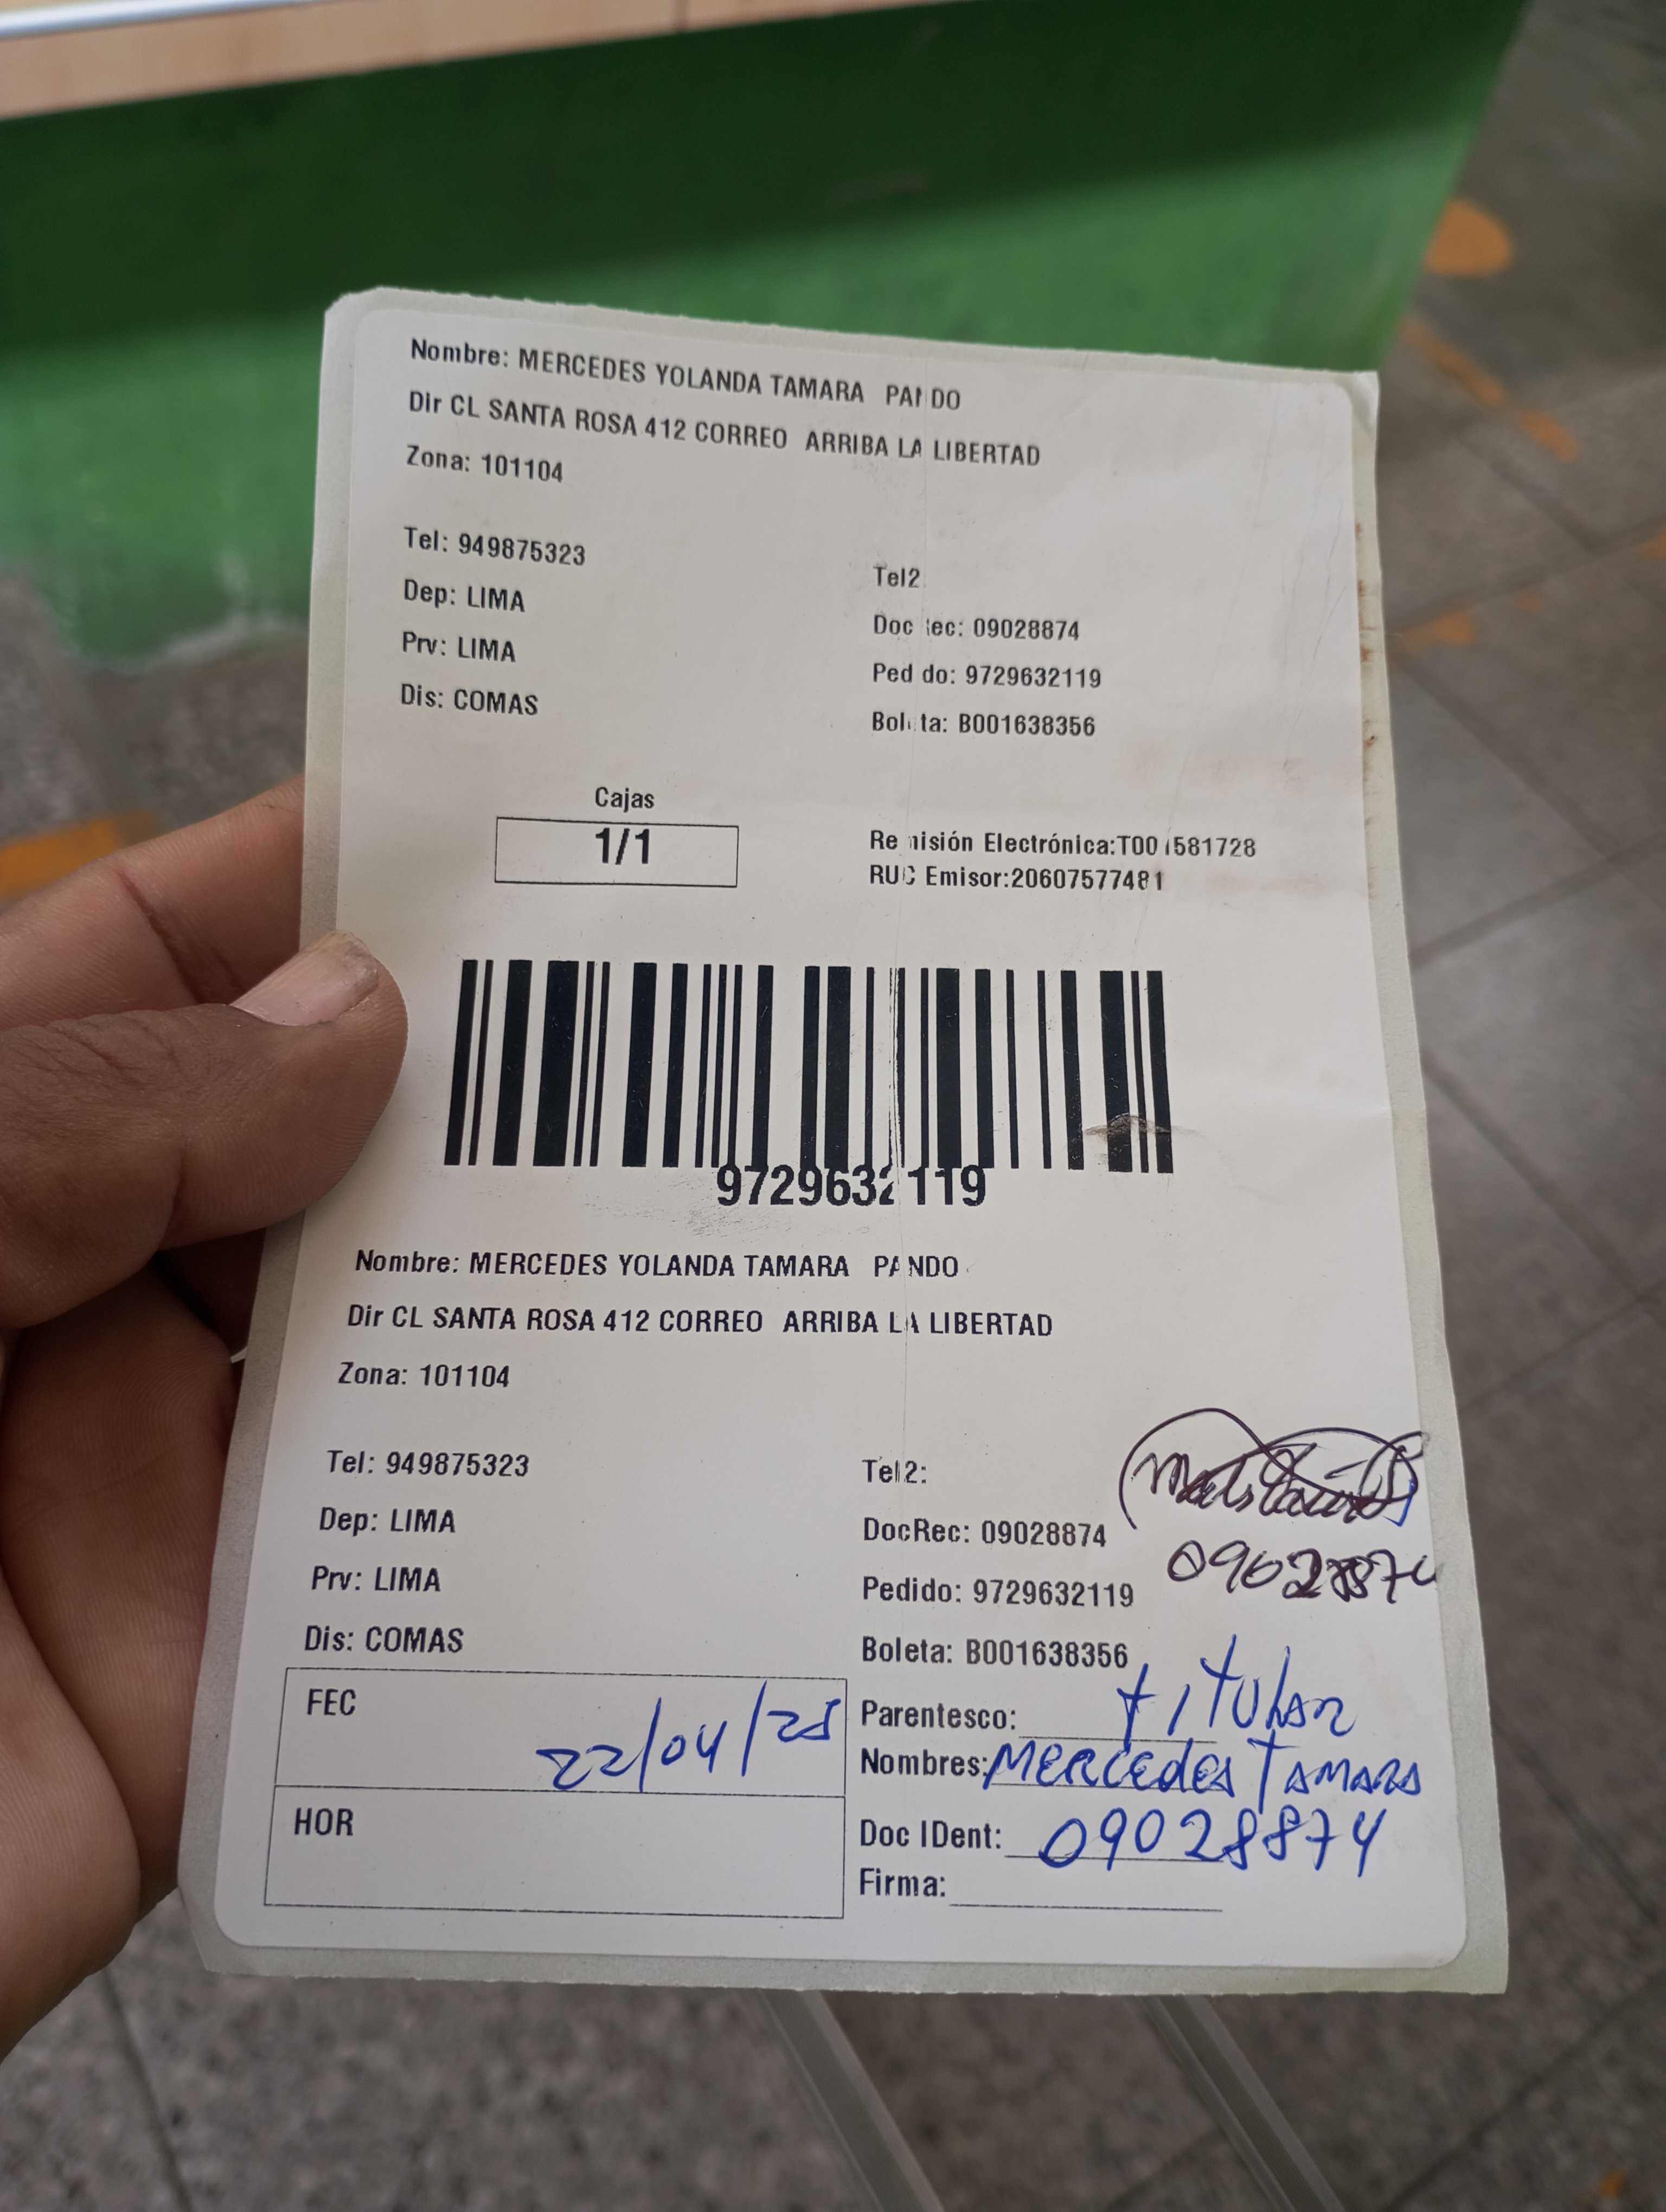 Nombre: MERCEDES YOLANDA TAMARA PANDO
Dir CL SANTA ROSA 412 CORREO ARRIBA LA LIBERTAD
Zona: 101104
Tel: 949875323
Tel2
Dep: LIMA
Doc Rec: 09028874
Prv: LIMA
Pedido: 9729632119
Dis: COMAS
Boleta: B001638356
Cajas
1/1
Remisión Electrónica:T001581728
RUC Emisor:20607577481
9729632119
Nombre: MERCEDES YOLANDA TAMARA PANDO
Dir CL SANTA ROSA 412 CORREO ARRIBA LA LIBERTAD
Zona: 101104
Tel: 949875323
Tel2:
Dep: LIMA
DocRec: 09028874
09028874
Prv: LIMA
Pedido: 9729632119
Dis: COMAS
Boleta: B001638356
FEC 22/04/25
Parentesco: titular
Nombres: Mercedes Tamara
HOR
Doc IDent: 09028874
Firma: